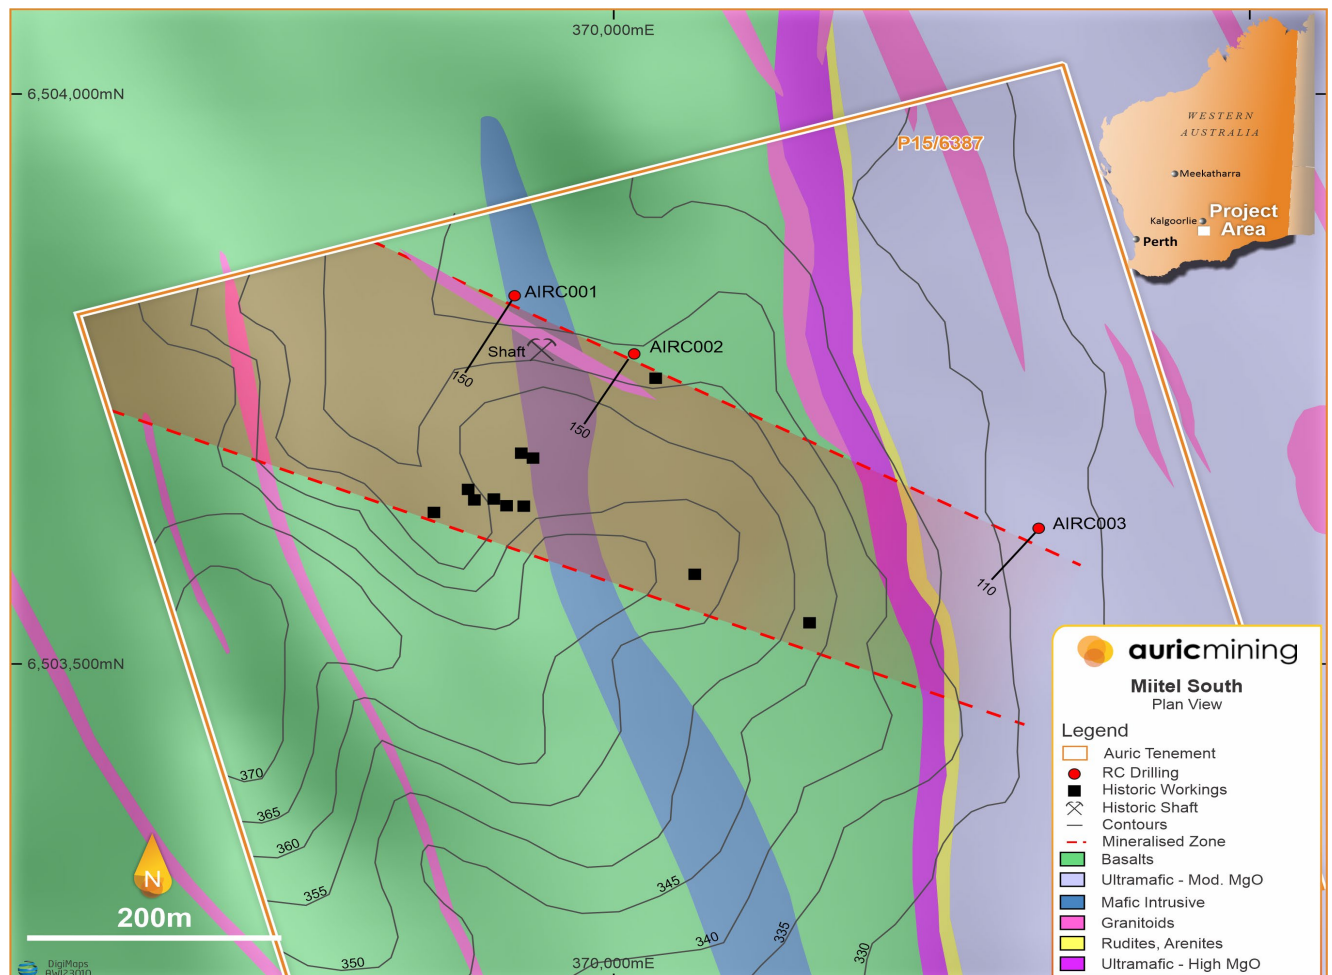 370,000mE
6,504,000mN
P15/6387
WESTERN
AUSTRALIA
Meekatharra
Kalgoorlie
Project
Area
Perth
AIRC001
Shaft
150
AIRC002
150
AIRC003
110
6,503,500mN
370
365
360
355
350
345
340
335
330
N
200m
370,000mE
DigiMaps
auricmining
Miitel South
Plan View
Legend
Auric Tenement
RC Drilling
Historic Workings
Historic Shaft
Contours
Mineralised Zone
Basalts
Ultramafic - Mod. MgO
Mafic Intrusive
Granitoids
Rudites, Arenites
Ultramafic - High MgO